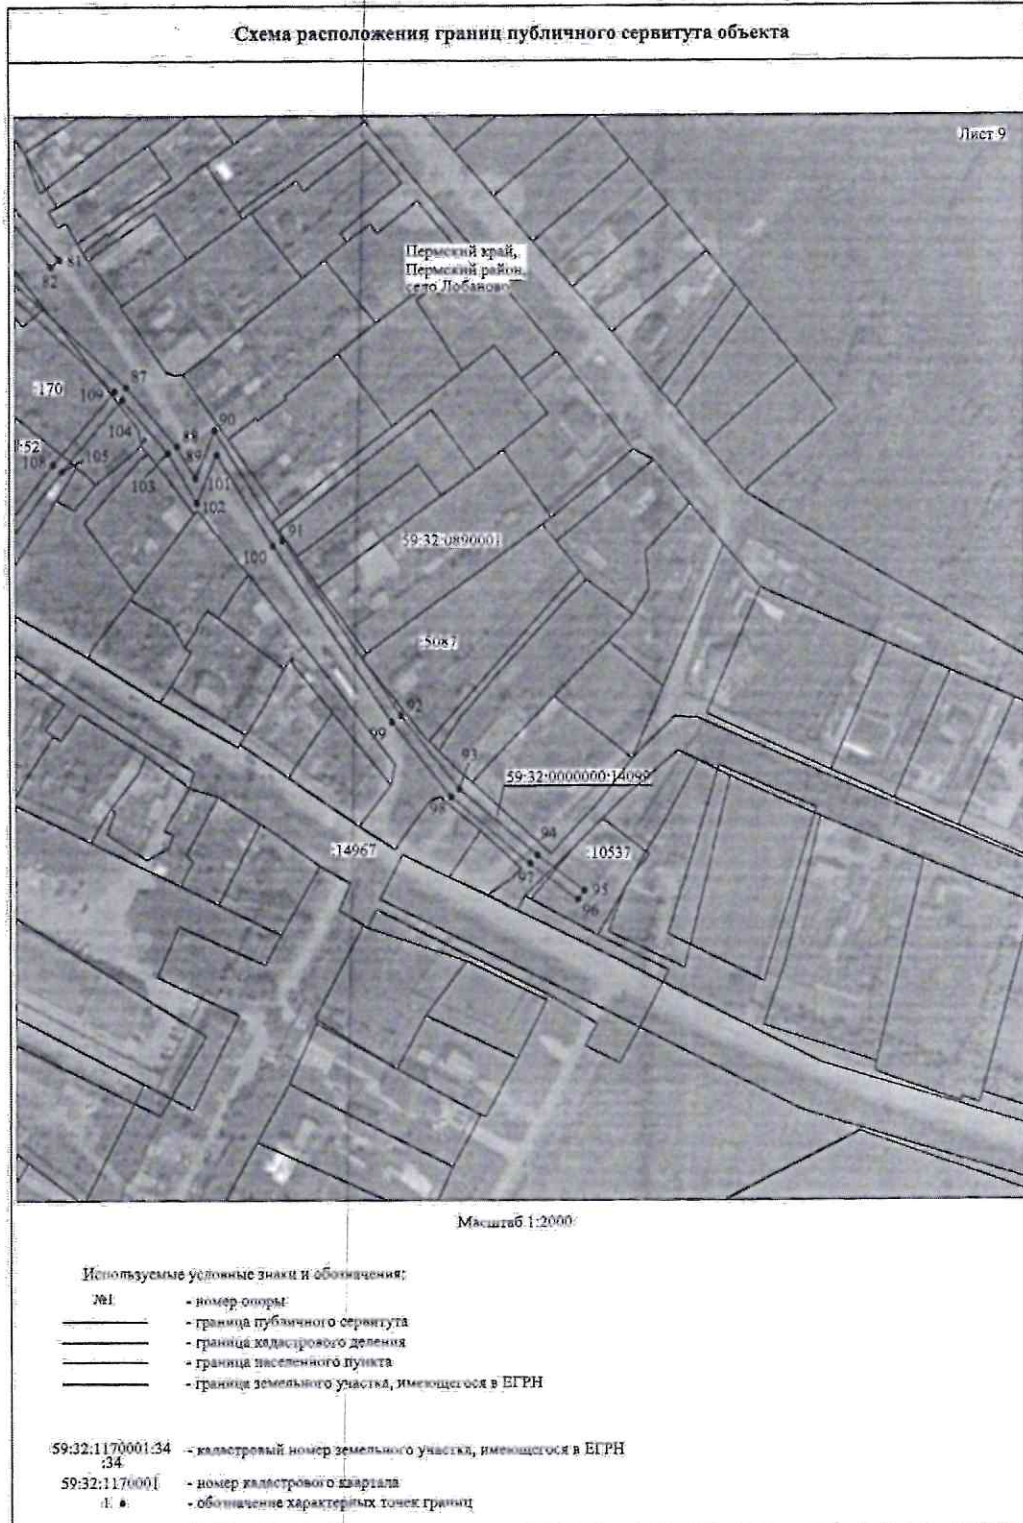 Схема расположения границ публичного сервитута объекта
Лист 9
Пермский край,
Пермский район,
село Лобаново
81
82
87
:170
109
90
104
88
:52
89
108
105
103
101
102
91
59:32:0890001
100
:5087
92
99
93
59:32:0000000:14099
98
94
:14967
:10537
97
95
96
Масштаб 1:2000
Используемые условные знаки и обозначения:
№1 - номер опоры
- граница публичного сервитута
- граница кадастрового деления
- граница населенного пункта
- граница земельного участка, имеющегося в ЕГРН
59:32:1170001:34 - кадастровый номер земельного участка, имеющегося в ЕГРН
:34
59:32:1170001 - номер кадастрового квартала
1 ● - обозначение характерных точек границ